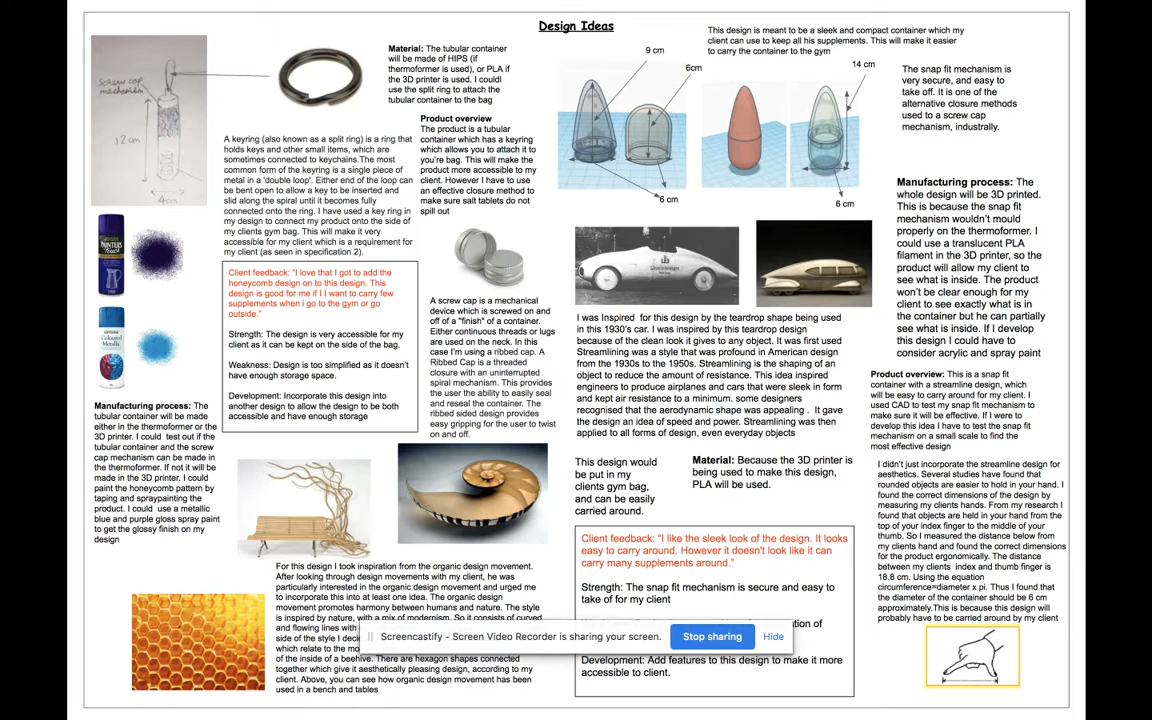 Design Ideas
Screw cap
mechanism
12cm
4cm
Material: The tubular container
will be made of HIPS (if
thermoformer is used), or PLA if
the 3D printer is used. I couldl
use the split ring to attach the
tubular container to the bag
Product overview
The product is a tubular
container which has a keyring
which allows you to attach it to
you're bag. This will make the
product more accessible to my
client. However I have to use
an effective closure method to
make sure salt tablets do not
spill out
A keyring (also known as a split ring) is a ring that
holds keys and other small items, which are
sometimes connected to keychains.The most
common form of the keyring is a single piece of
metal in a 'double loop'. Either end of the loop can
be bent open to allow a key to be inserted and
slid along the spiral until it becomes fully
connected onto the ring. I have used a key ring in
my design to connect my product onto the side of
my clients gym bag. This will make it very
accessible for my client which is a requirement for
my client (as seen in specification 2).
Client feedback: "I love that I got to add the
honeycomb design on to this design. This
design is good for me if I I want to carry few
supplements when i go to the gym or go
outside."
Strength: The design is very accessible for my
client as it can be kept on the side of the bag.
Weakness: Design is too simplified as it doesn't
have enough storage space.
Development: Incorporate this design into
another design to allow the design to be both
accessible and have enough storage
A screw cap is a mechanical
device which is screwed on and
off of a "finish" of a container.
Either continuous threads or lugs
are used on the neck. In this
case I'm using a ribbed cap. A
Ribbed Cap is a threaded
closure with an uninterrupted
spiral mechanism. This provides
the user the ability to easily seal
and reseal the container. The
ribbed sided design provides
easy gripping for the user to twist
on and off.
Manufacturing process: The
tubular container will be made
either in the thermoformer or the
3D printer. I could  test out if the
tubular container and the screw
cap mechanism can be made in
the thermoformer. If not it will be
made in the 3D printer. I could
paint the honeycomb pattern by
taping and spraypainting the
product. I could use a metallic
blue and purple gloss spray paint
to get the glossy finish on my
design
For this design I took inspiration from the organic design movement.
After looking through design movements with my client, he was
particularly interested in the organic design movement and urged me
to incorporate this into at least one idea. The organic design
movement promotes harmony between humans and nature. The style
is inspired by nature, with a mix of modernism. So it consists of curved
and flowing lines with
side of the style I deci
which relate to the mo
of the inside of a beehive. There are hexagon shapes connected
together which give it aesthetically pleasing design, according to my
client. Above, you can see how organic design movement has been
used in a bench and tables
This design is meant to be a sleek and compact container which my
client can use to keep all his supplements. This will make it easier
to carry the container to the gym
9 cm
6cm
6 cm
14 cm
6 cm
The snap fit mechanism is
very secure, and easy to
take off. It is one of the
alternative closure methods
used to a screw cap
mechanism, industrally.
I was Inspired  for this design by the teardrop shape being used
in this 1930's car. I was inspired by this teardrop design
because of the clean look it gives to any object. It was first used
Streamlining was a style that was profound in American design
from the 1930s to the 1950s. Streamlining is the shaping of an
object to reduce the amount of resistance. This idea inspired
engineers to produce airplanes and cars that were sleek in form
and kept air resistance to a minimum. some designers
recognised that the aerodynamic shape was appealing .  It gave
the design an idea of speed and power. Streamlining was then
applied to all forms of design, even everyday objects
This design would
be put in my
clients gym bag,
and can be easily
carried around.
Material: Because the 3D printer is
being used to make this design,
PLA will be used.
Client feedback: "I like the sleek look of the design. It looks
easy to carry around. However it doesn't look like it can
carry many supplements around."
Strength: The snap fit mechanism is secure and easy to
take of for my client
of
Development: Add features to this design to make it more
accessible to client.
Manufacturing process: The
whole design will be 3D printed.
This is because the snap fit
mechanism wouldn't mould
properly on the thermoformer. I
could use a translucent PLA
filament in the 3D printer, so the
product will allow my client to
see what is inside. The product
won't be clear enough for my
client to see exactly what is in
the container but he can partially
see what is inside. If I develop
this design I could have to
consider acrylic and spray paint
Product overview: This is a snap fit
container with a streamline design, which
will be easy to carry around for my client. I
used CAD to test my snap fit mechanism to
make sure it will be effective. If I were to
develop this idea I have to test the snap fit
mechanism on a small scale to find the
most effective design
I didn't just incorporate the streamline design for
aesthetics. Several studies have found that
rounded objects are easier to hold in your hand. I
found the correct dimensions of the design by
measuring my clients hands. From my research I
found that objects are held in your hand from the
top of your index finger to the middle of your
thumb. So I measured the distance below from
my clients hand and found the correct dimensions
for the product ergonomically. The distance
between my clients  index and thumb finger is
18.8 cm. Using the equation
circumference=diameter x pi. Thus I found that
the diameter of the container should be 6 cm
approximately.This is because this design will
probably have to be carried around by my client
Screencastify - Screen Video Recorder is sharing your screen.
Stop sharing
Hide